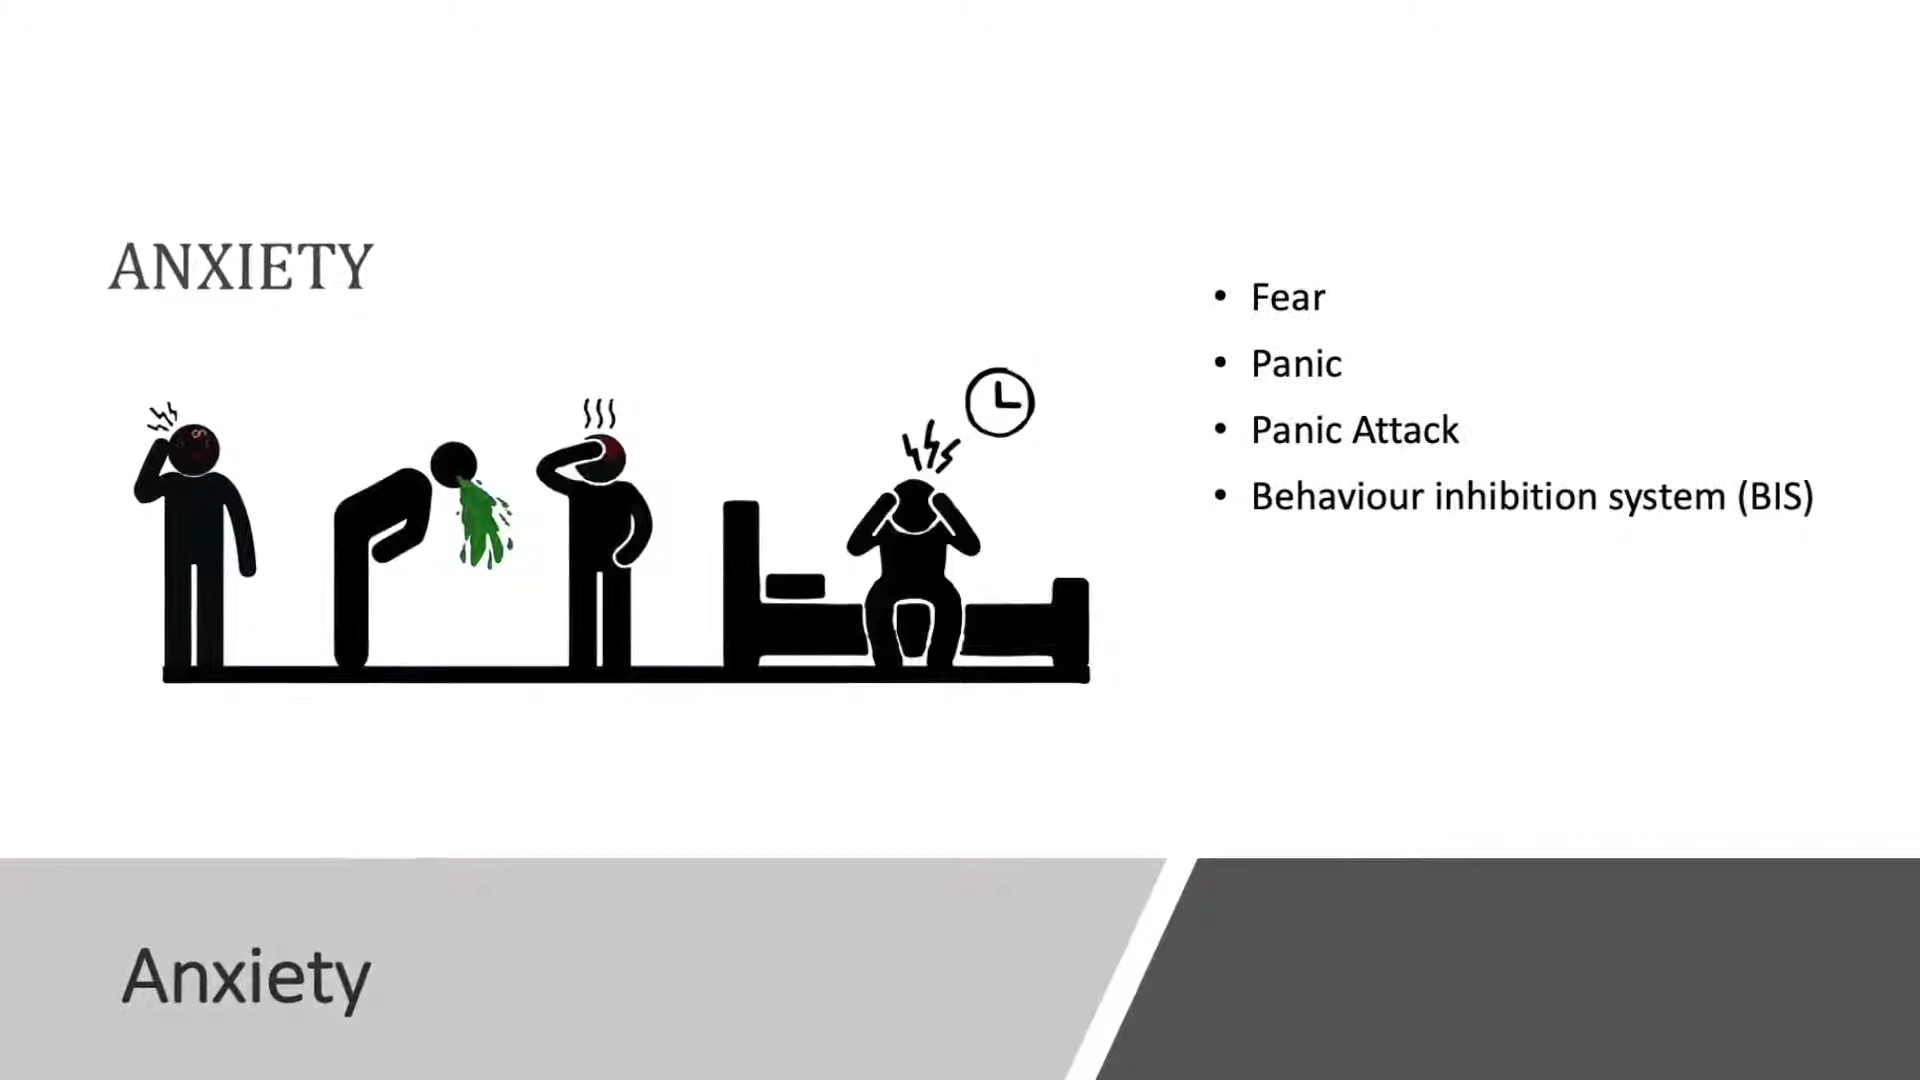 ANXIETY
• Fear
• Panic
• Panic Attack
• Behaviour inhibition system (BIS)
Anxiety